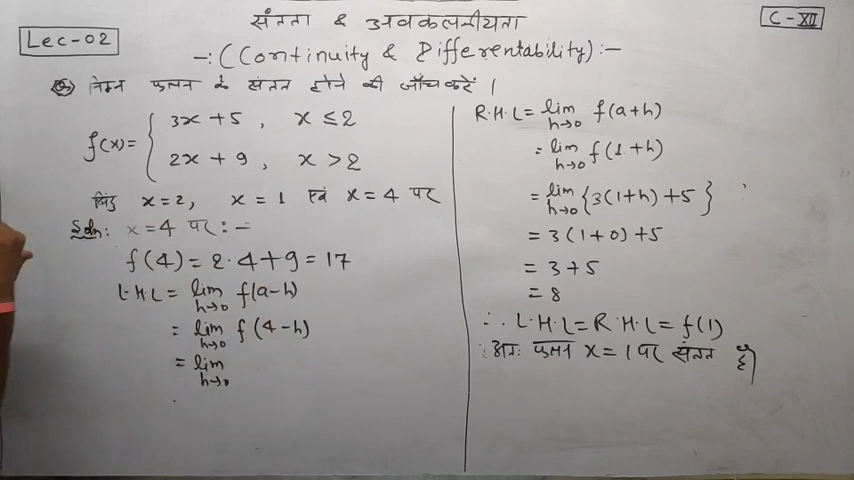 संतता & अवकलनीयता
C-XII
Lec-02
-:(Continuity & Differentability):-
Q. निम्न फलन के संतत होने की जाँच करें।
f(x)= { 3x+5, x≤2
2x+9, x>2
बिंदु x=2, x=1 एवं x=4 पर
Soln: x=4 पर:-
f(4)=2·4+9=17
L·H·L= lim h→0 f(a-h)
= lim h→0 f(4-h)
= lim h→0
R·H·L= lim h→0 f(a+h)
= lim h→0 f(1+h)
= lim h→0 {3(1+h)+5}
=3(1+0)+5
=3+5
=8
∴ L·H·L=R·H·L=f(1)
अतः फलन x=1 पर संतत है।